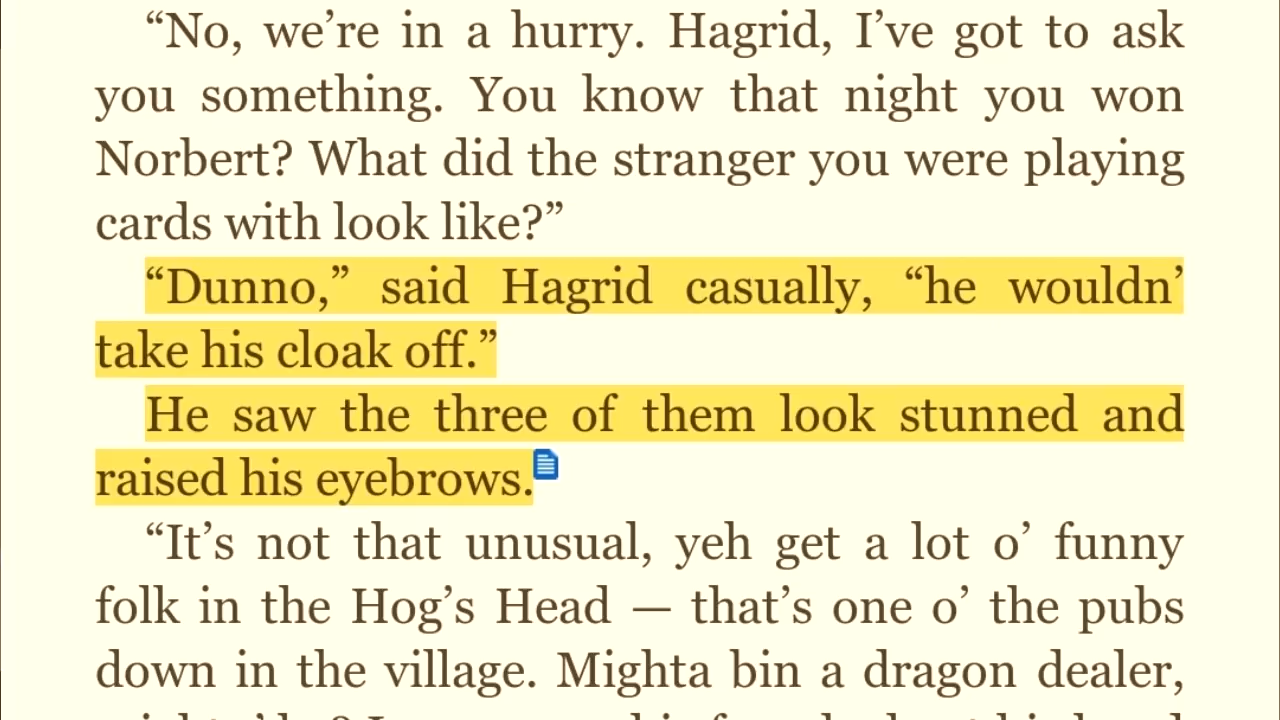 “No, we’re in a hurry. Hagrid, I’ve got to ask
you something. You know that night you won
Norbert? What did the stranger you were playing
cards with look like?”
“Dunno,” said Hagrid casually, “he wouldn’
take his cloak off.”
He saw the three of them look stunned and
raised his eyebrows.
“It’s not that unusual, yeh get a lot o’ funny
folk in the Hog’s Head — that’s one o’ the pubs
down in the village. Mighta bin a dragon dealer,